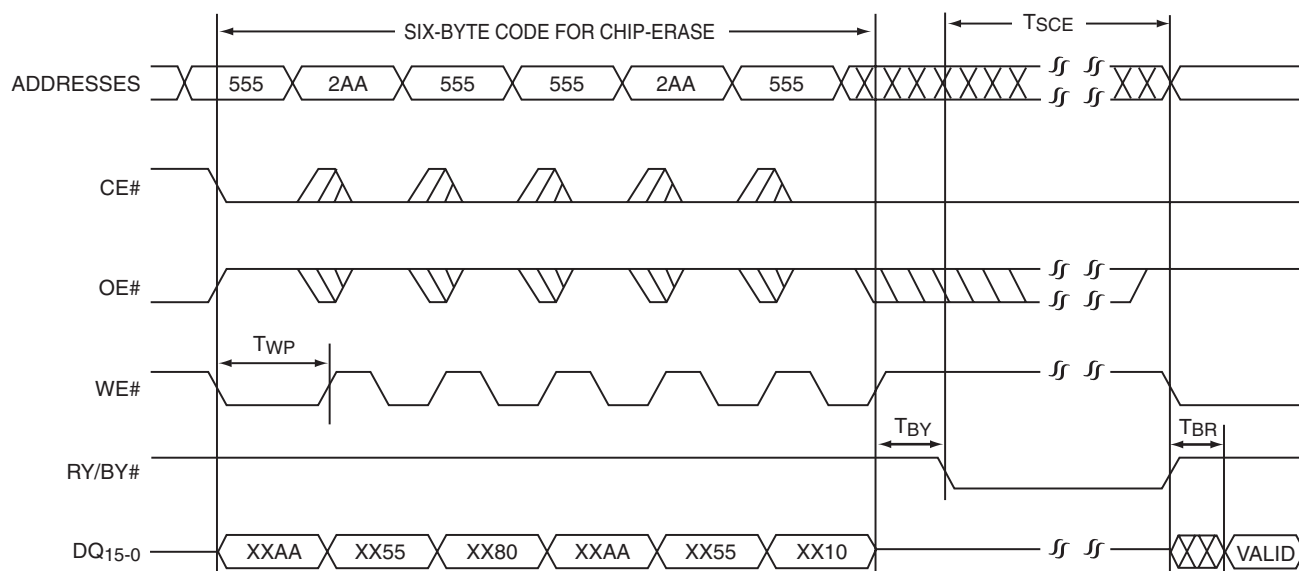 SIX-BYTE CODE FOR CHIP-ERASE
TSCE
ADDRESSES 555 2AA 555 555 2AA 555
CE#
OE#
TWP
WE#
TBY TBR
RY/BY#
DQ15-0 XXAA XX55 XX80 XXAA XX55 XX10 VALID